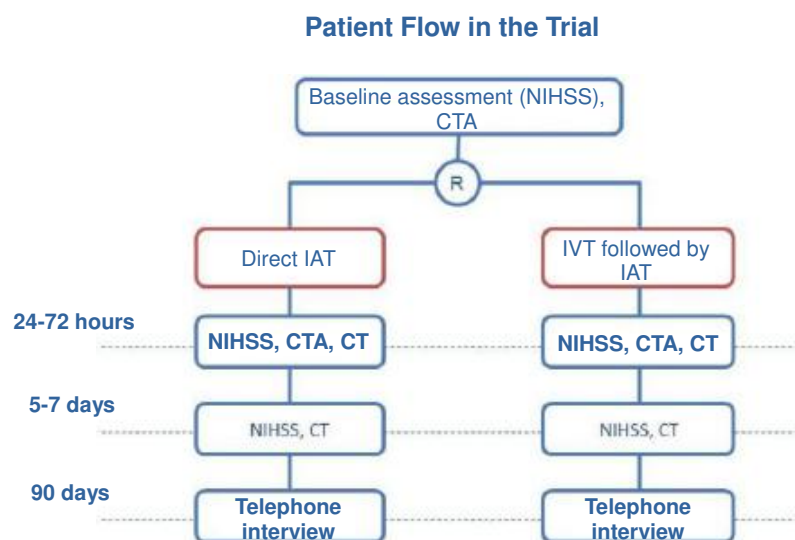 Patient Flow in the Trial
Baseline assessment (NIHSS),
CTA
R
Direct IAT
IVT followed by
IAT
24-72 hours
NIHSS, CTA, CT
NIHSS, CTA, CT
5-7 days
NIHSS, CT
NIHSS, CT
90 days
Telephone
interview
Telephone
interview